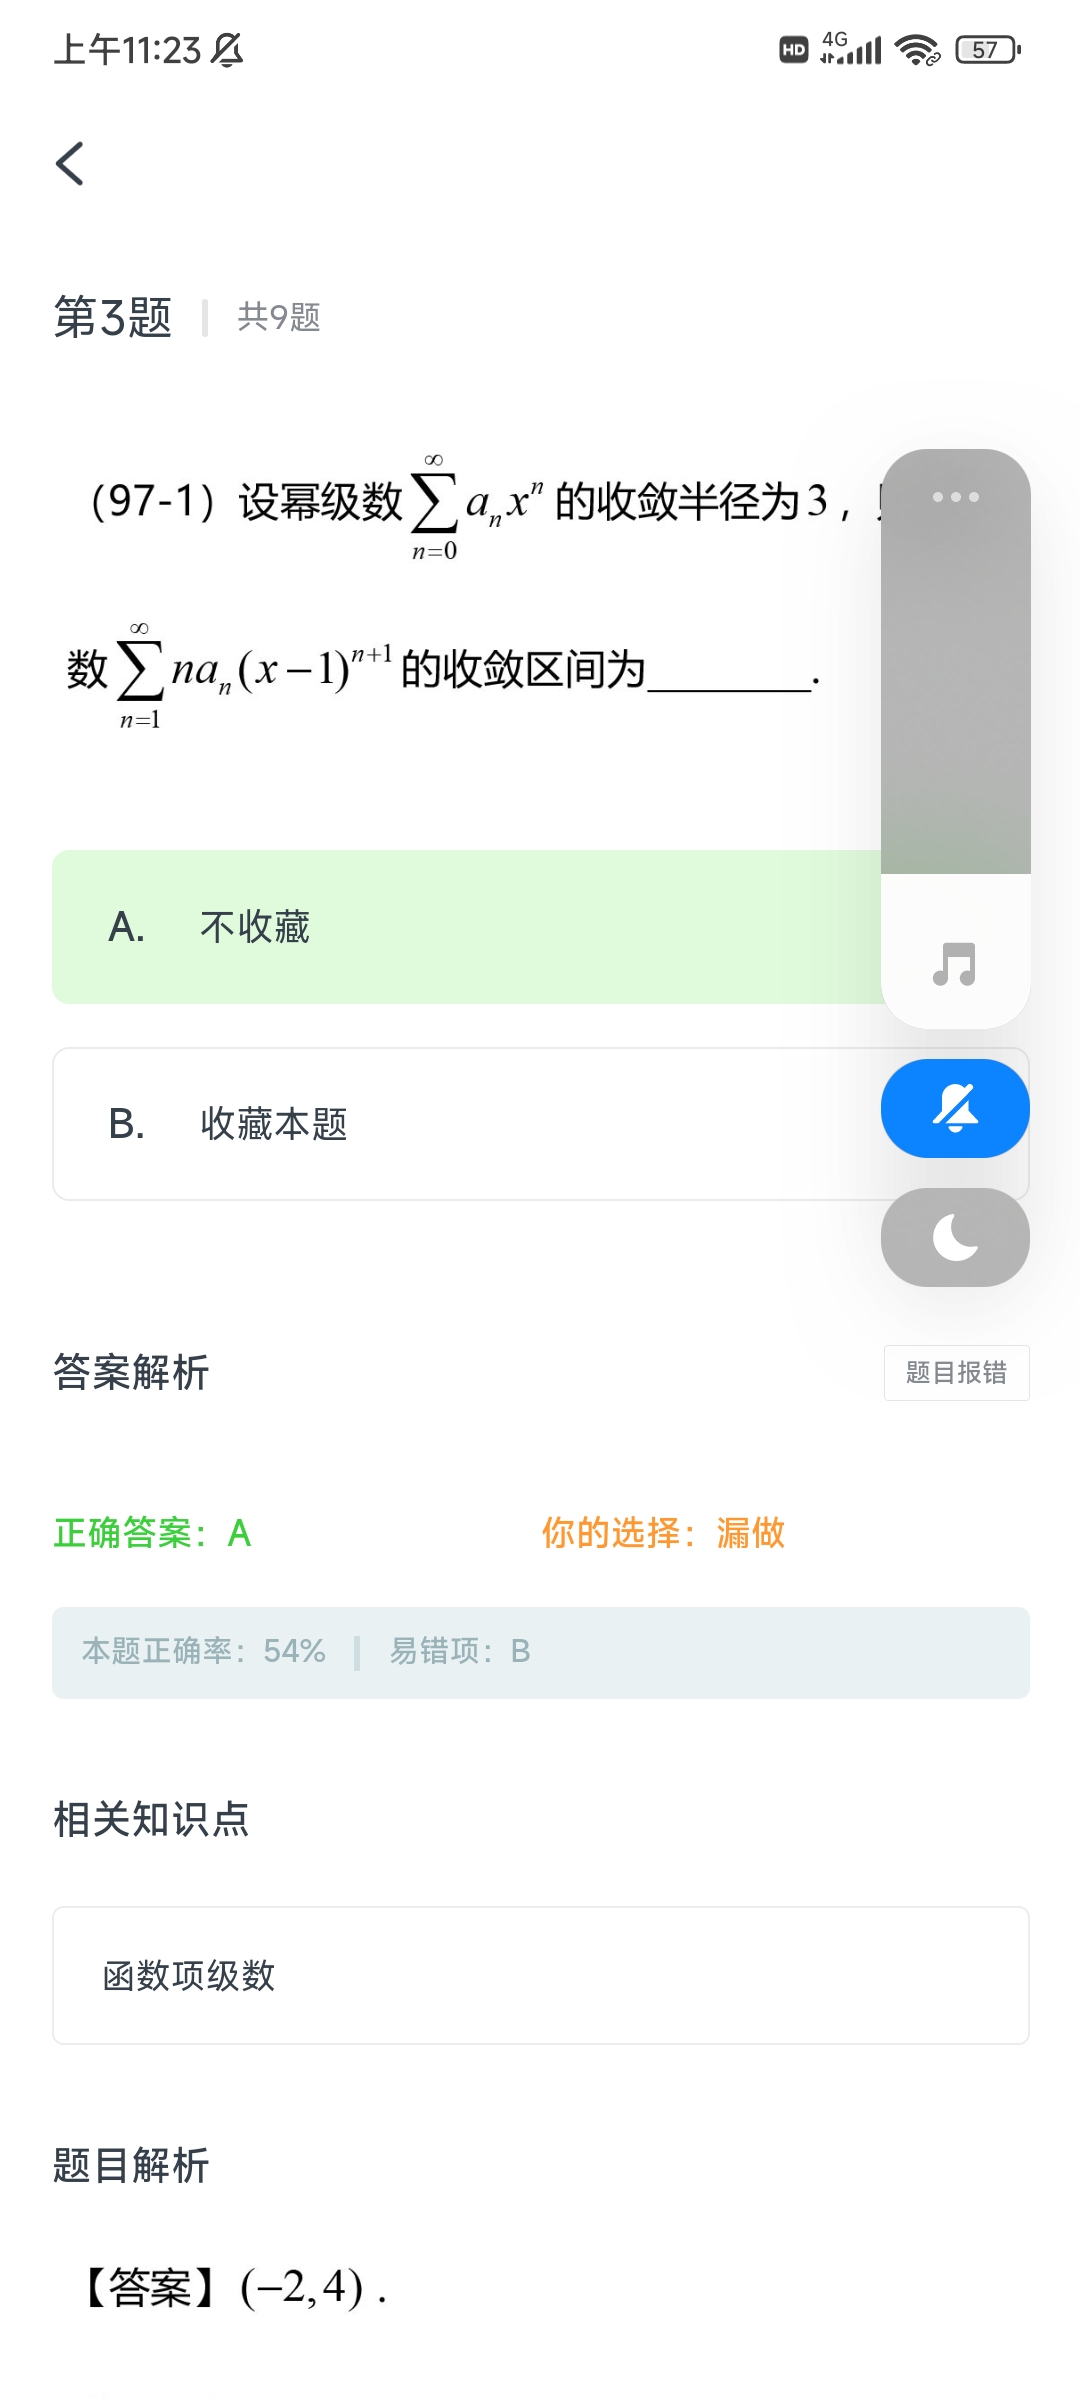 上午11:23
HD 4G 57
第3题 共9题
（97-1）设幂级数 \sum_{n=0}^{\infty} a_n x^n 的收敛半径为3，
数 \sum_{n=1}^{\infty} na_n(x-1)^{n+1} 的收敛区间为________.
A. 不收藏
B. 收藏本题
答案解析 题目报错
正确答案：A 你的选择：漏做
本题正确率：54% 易错项：B
相关知识点
函数项级数
题目解析
【答案】(−2,4) .